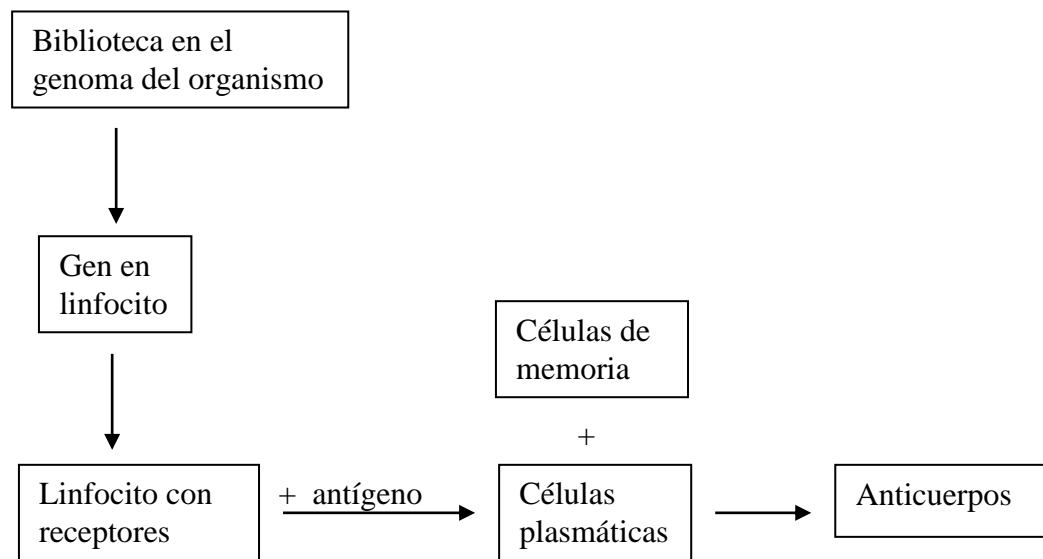 Biblioteca en el
genoma del organismo
Gen en
linfocito
Células de
memoria
+
Linfocito con
receptores
+ antígeno
Células
plasmáticas
Anticuerpos